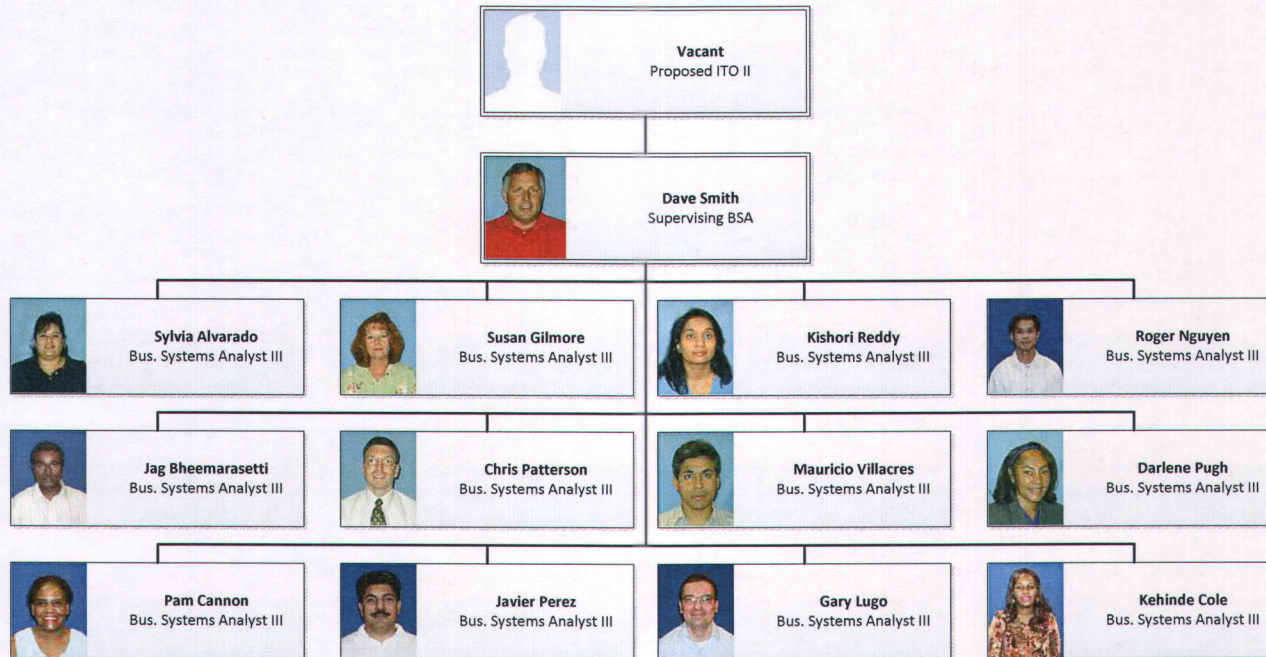 Vacant
Proposed ITO II
Dave Smith
Supervising BSA
Sylvia Alvarado
Bus. Systems Analyst III
Susan Gilmore
Bus. Systems Analyst III
Kishori Reddy
Bus. Systems Analyst III
Roger Nguyen
Bus. Systems Analyst III
Jag Bheemarasetti
Bus. Systems Analyst III
Chris Patterson
Bus. Systems Analyst III
Mauricio Villacres
Bus. Systems Analyst III
Darlene Pugh
Bus. Systems Analyst III
Pam Cannon
Bus. Systems Analyst III
Javier Perez
Bus. Systems Analyst III
Gary Lugo
Bus. Systems Analyst III
Kehinde Cole
Bus. Systems Analyst III